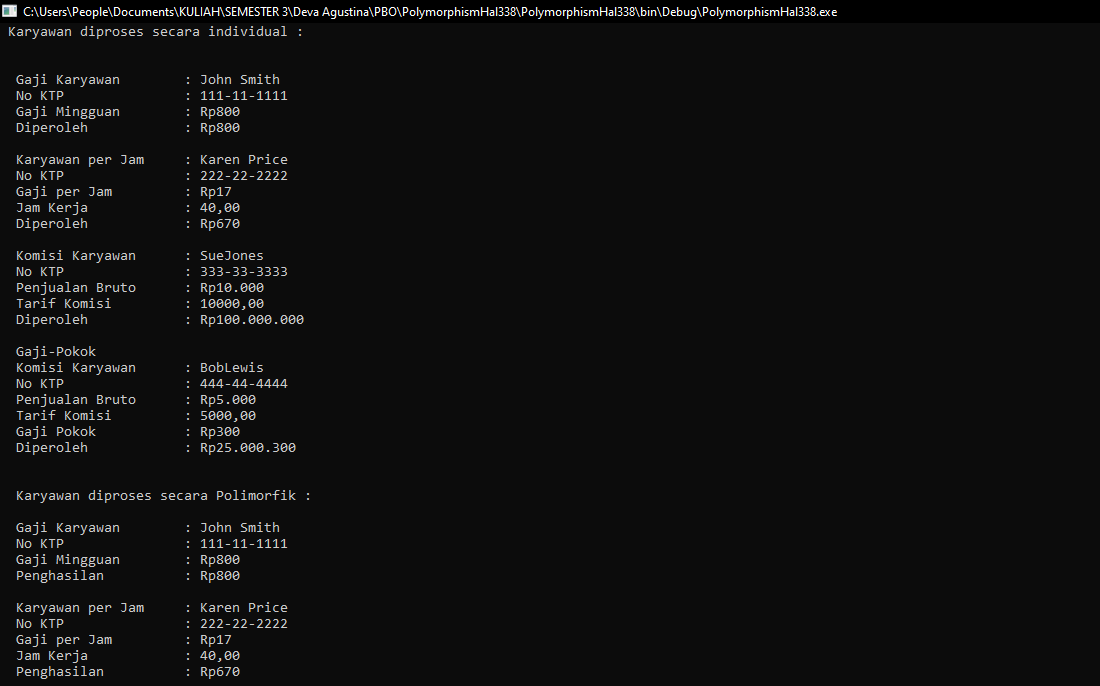 C:\Users\People\Documents\KULIAH\SEMESTER 3\Deva Agustina\PBO\PolymorphismHal338\PolymorphismHal338\bin\Debug\PolymorphismHal338.exe
Karyawan diproses secara individual :
Gaji Karyawan : John Smith
No KTP : 111-11-1111
Gaji Mingguan : Rp800
Diperoleh : Rp800
Karyawan per Jam : Karen Price
No KTP : 222-22-2222
Gaji per Jam : Rp17
Jam Kerja : 40,00
Diperoleh : Rp670
Komisi Karyawan : SueJones
No KTP : 333-33-3333
Penjualan Bruto : Rp10.000
Tarif Komisi : 10000,00
Diperoleh : Rp100.000.000
Gaji-Pokok
Komisi Karyawan : BobLewis
No KTP : 444-44-4444
Penjualan Bruto : Rp5.000
Tarif Komisi : 5000,00
Gaji Pokok : Rp300
Diperoleh : Rp25.000.300
Karyawan diproses secara Polimorfik :
Gaji Karyawan : John Smith
No KTP : 111-11-1111
Gaji Mingguan : Rp800
Penghasilan : Rp800
Karyawan per Jam : Karen Price
No KTP : 222-22-2222
Gaji per Jam : Rp17
Jam Kerja : 40,00
Penghasilan : Rp670